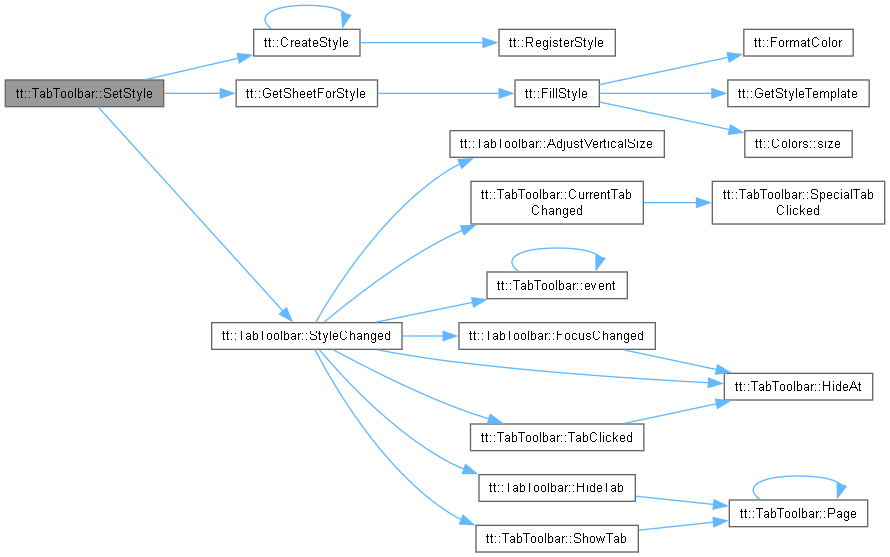 tt::CreateStyle
tt::RegisterStyle
tt::FormatColor
tt::TabToolbar::SetStyle
tt::GetSheetForStyle
tt::FillStyle
tt::GetStyleTemplate
tt::Colors::size
tt::TabToolbar::AdjustVerticalSize
tt::TabToolbar::CurrentTab
Changed
tt::TabToolbar::SpecialTab
Clicked
tt::TabToolbar::event
tt::TabToolbar::StyleChanged
tt::TabToolbar::FocusChanged
tt::TabToolbar::HideAt
tt::TabToolbar::TabClicked
tt::TabToolbar::HideTab
tt::TabToolbar::Page
tt::TabToolbar::ShowTab